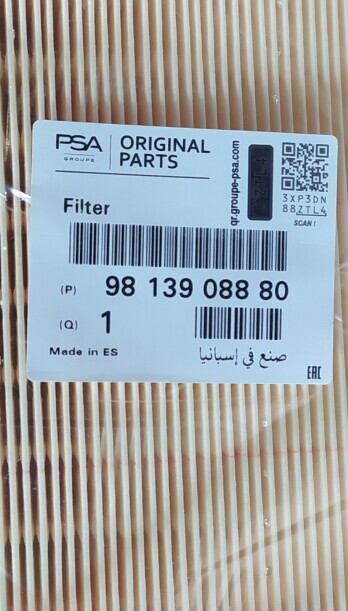 PSA
GROUPE
ORIGINAL
PARTS
qr.groupe-psa.com
3XP3DN
88ZTL4
SCAN !
Filter
(P) 98 139 088 80
(Q) 1
Made in ES
صنع في إسبانيا
EAC